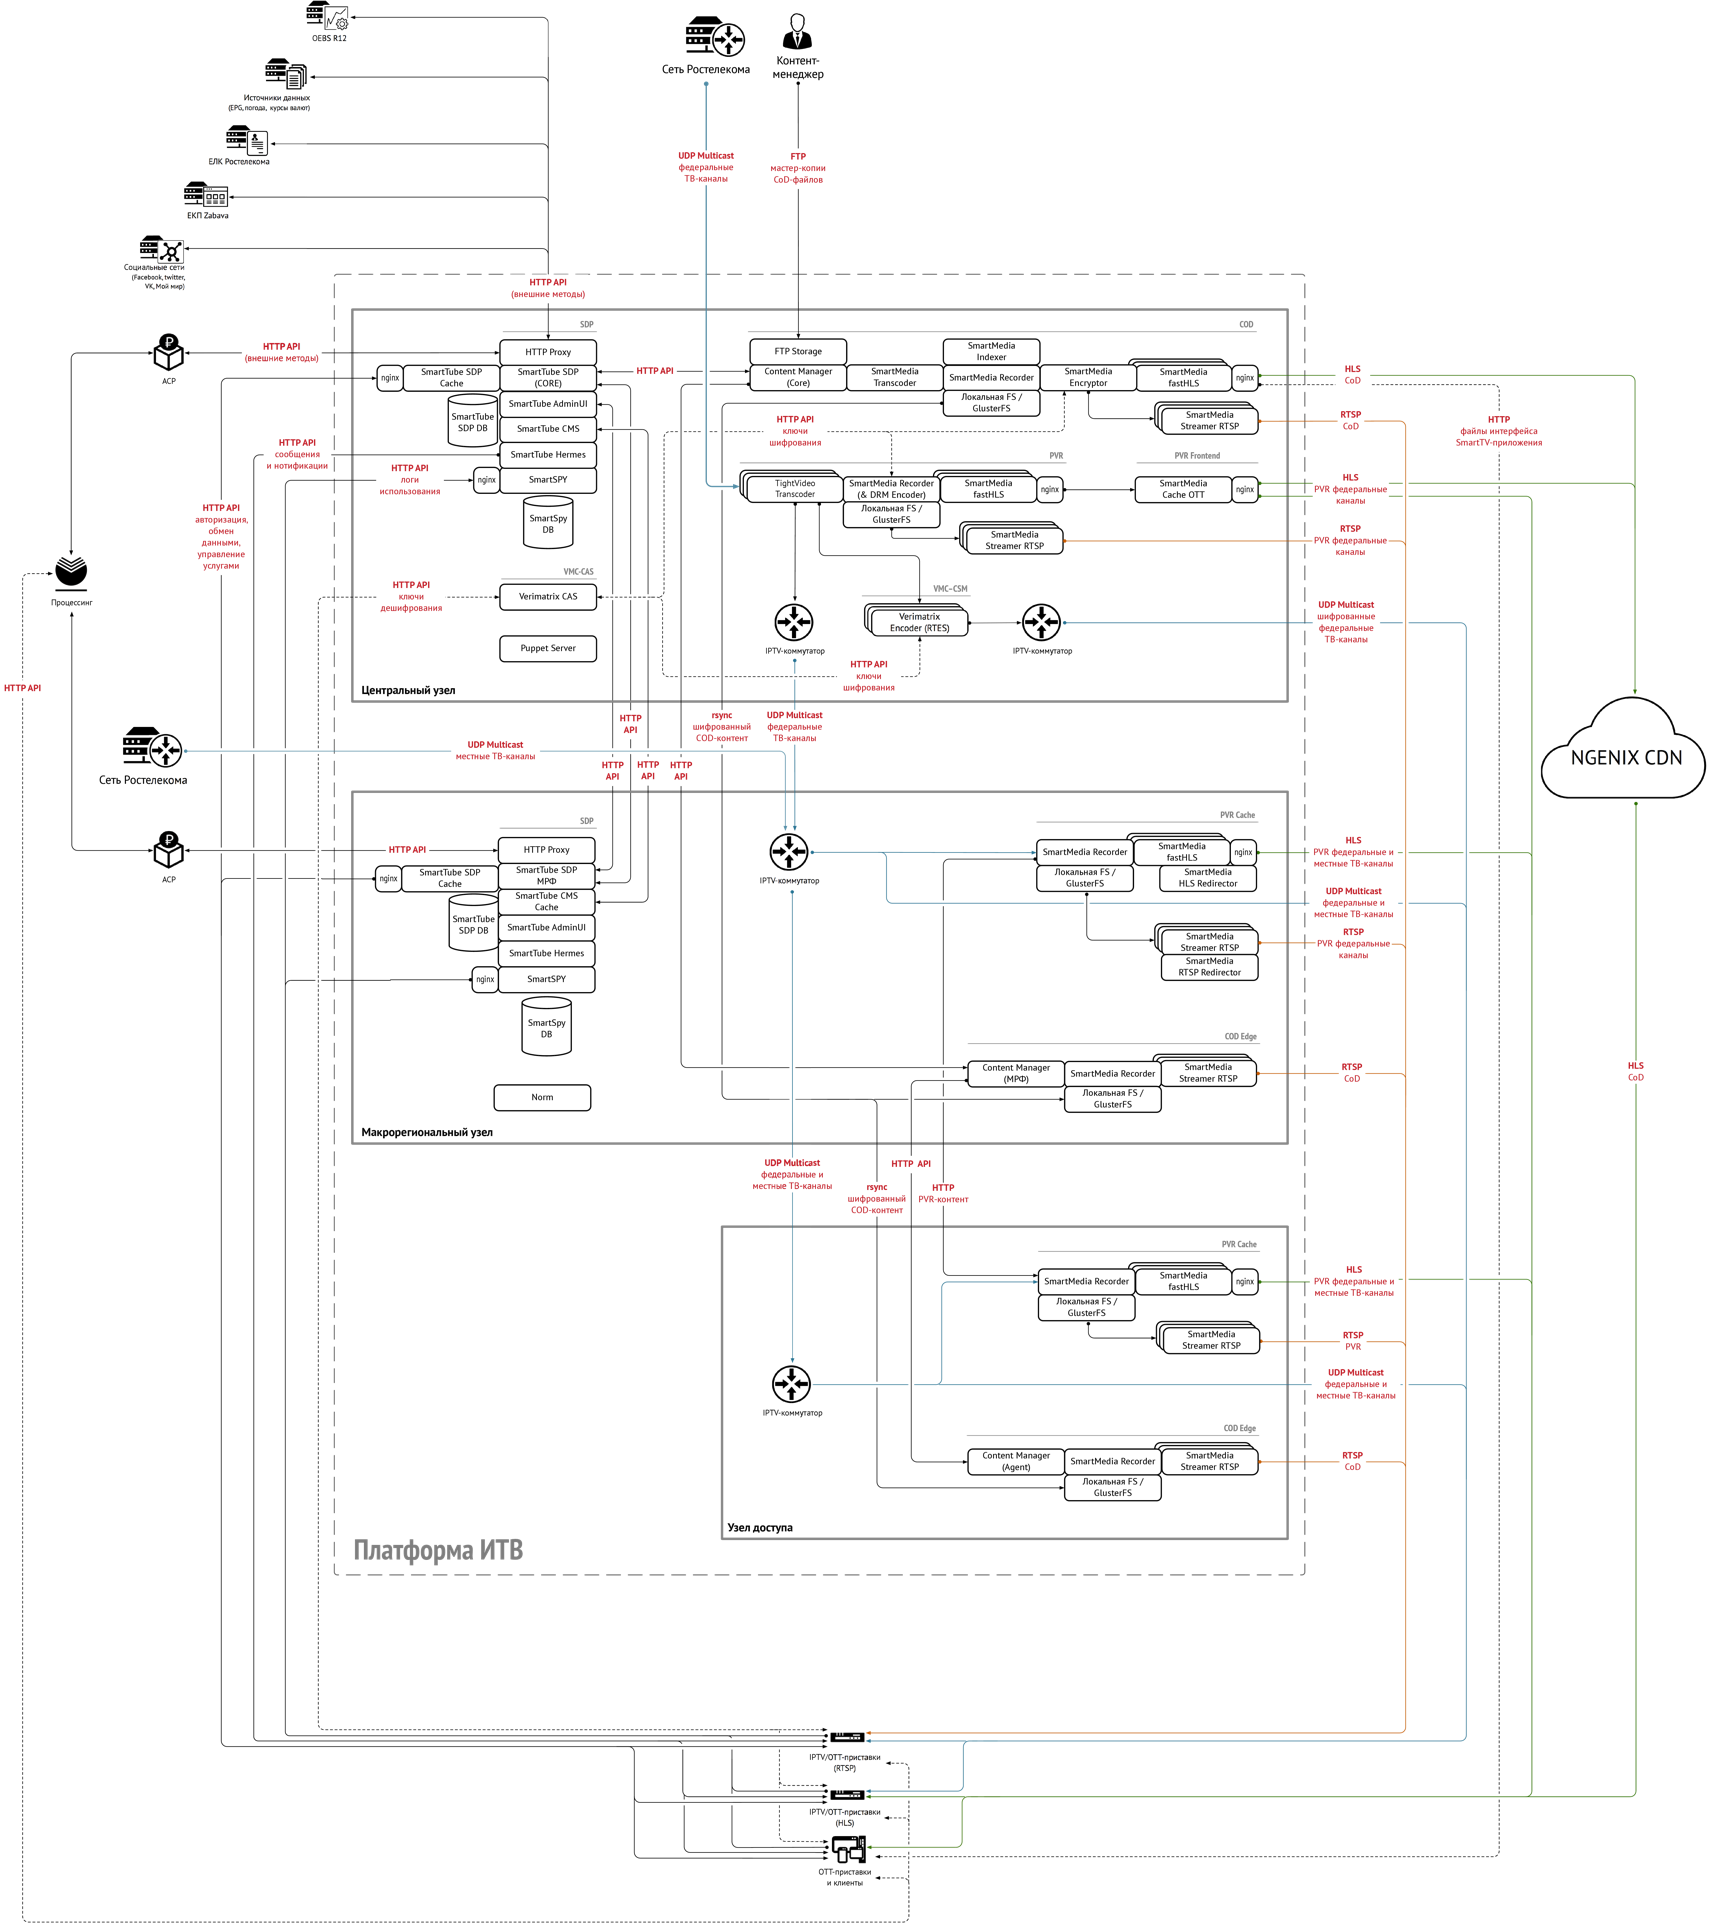 OEBS R12
Источники данных
(EPG, погода, курсы валют)
ЕЛК Ростелекома
ЕКП Zabava
Социальные сети
(Facebook, twitter,
VK, Мой мир)
Сеть Ростелекома
Контент-
менеджер
UDP Multicast
федеральные
ТВ-каналы
FTP
мастер-копии
CoD-файлов
HTTP API
(внешние методы)
HTTP API
(внешние методы)
АСР
Процессинг
HTTP API
Сеть Ростелекома
АСР
SDP
HTTP Proxy
nginx
SmartTube SDP
Cache
SmartTube SDP
(CORE)
SmartTube
SDP DB
SmartTube AdminUI
SmartTube CMS
SmartTube Hermes
nginx
SmartSPY
SmartSpy
DB
VMC-CAS
Verimatrix CAS
Puppet Server
Центральный узел
HTTP API
сообщения
и нотификации
HTTP API
логи
использования
HTTP API
авторизация,
обмен
данными,
управление
услугами
HTTP API
ключи
дешифрования
HTTP API
COD
FTP Storage
SmartMedia
Indexer
Content Manager
(Core)
SmartMedia
Transcoder
SmartMedia Recorder
SmartMedia
Encryptor
SmartMedia
fastHLS
nginx
Локальная FS /
GlusterFS
SmartMedia
Streamer RTSP
HTTP API
ключи
шифрования
PVR
TightVideo
Transcoder
SmartMedia Recorder
(& DRM Encoder)
SmartMedia
fastHLS
nginx
Локальная FS /
GlusterFS
SmartMedia
Streamer RTSP
PVR Frontend
SmartMedia
Cache OTT
nginx
VMC-CSM
Verimatrix
Encoder (RTES)
IPTV-коммутатор
IPTV-коммутатор
HTTP API
ключи
шифрования
HLS
CoD
RTSP
CoD
HTTP
файлы интерфейса
SmartTV-приложения
HLS
PVR федеральные
каналы
RTSP
PVR федеральные
каналы
UDP Multicast
шифрованные
федеральные
ТВ-каналы
NGENIX CDN
UDP Multicast
местные ТВ-каналы
HTTP
API
HTTP
API
HTTP
API
HTTP
API
rsync
шифрованный
COD-контент
UDP Multicast
федеральные
ТВ-каналы
HTTP API
SDP
HTTP Proxy
nginx
SmartTube SDP
Cache
SmartTube SDP
МРФ
SmartTube
SDP DB
SmartTube CMS
Cache
SmartTube AdminUI
SmartTube Hermes
nginx
SmartSPY
SmartSpy
DB
Norm
Макрорегиональный узел
IPTV-коммутатор
PVR Cache
SmartMedia Recorder
SmartMedia
fastHLS
nginx
Локальная FS /
GlusterFS
SmartMedia
HLS Redirector
SmartMedia
Streamer RTSP
SmartMedia
RTSP Redirector
COD Edge
Content Manager
(МРФ)
SmartMedia Recorder
SmartMedia
Streamer RTSP
Локальная FS /
GlusterFS
HLS
PVR федеральные и
местные ТВ-каналы
UDP Multicast
федеральные и
местные ТВ-каналы
RTSP
PVR федеральные
каналы
RTSP
CoD
HLS
CoD
UDP Multicast
федеральные и
местные ТВ-каналы
rsync
шифрованный
COD-контент
HTTP API
HTTP
PVR-контент
PVR Cache
SmartMedia Recorder
SmartMedia
fastHLS
nginx
Локальная FS /
GlusterFS
SmartMedia
Streamer RTSP
IPTV-коммутатор
COD Edge
Content Manager
(Agent)
SmartMedia Recorder
SmartMedia
Streamer RTSP
Локальная FS /
GlusterFS
Узел доступа
HLS
PVR федеральные и
местные ТВ-каналы
RTSP
PVR
UDP Multicast
федеральные и
местные ТВ-каналы
RTSP
CoD
Платформа ИТВ
IPTV/ОТТ-приставки
(RTSP)
IPTV/ОТТ-приставки
(HLS)
ОТТ-приставки
и клиенты